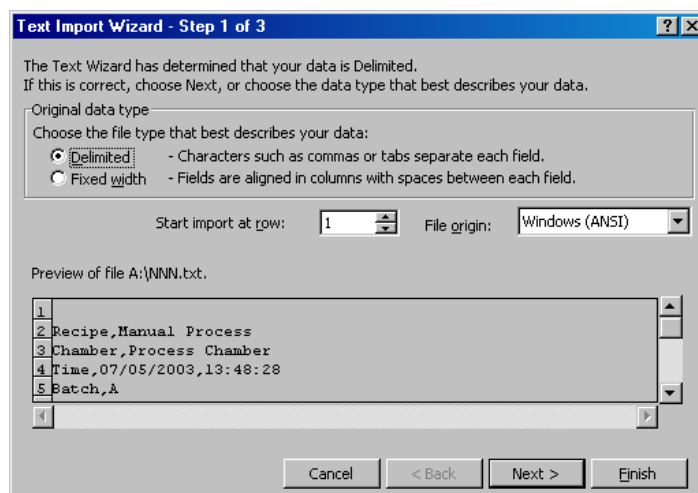 Text Import Wizard - Step 1 of 3
The Text Wizard has determined that your data is Delimited.
If this is correct, choose Next, or choose the data type that best describes your data.
Original data type
Choose the file type that best describes your data:
Delimited - Characters such as commas or tabs separate each field.
Fixed width - Fields are aligned in columns with spaces between each field.
Start import at row: 1 File origin: Windows (ANSI)
Preview of file A:\NNN.txt.
1
2 Recipe,Manual Process
3 Chamber,Process Chamber
4 Time,07/05/2003,13:48:28
5 Batch,A
Cancel < Back Next > Finish